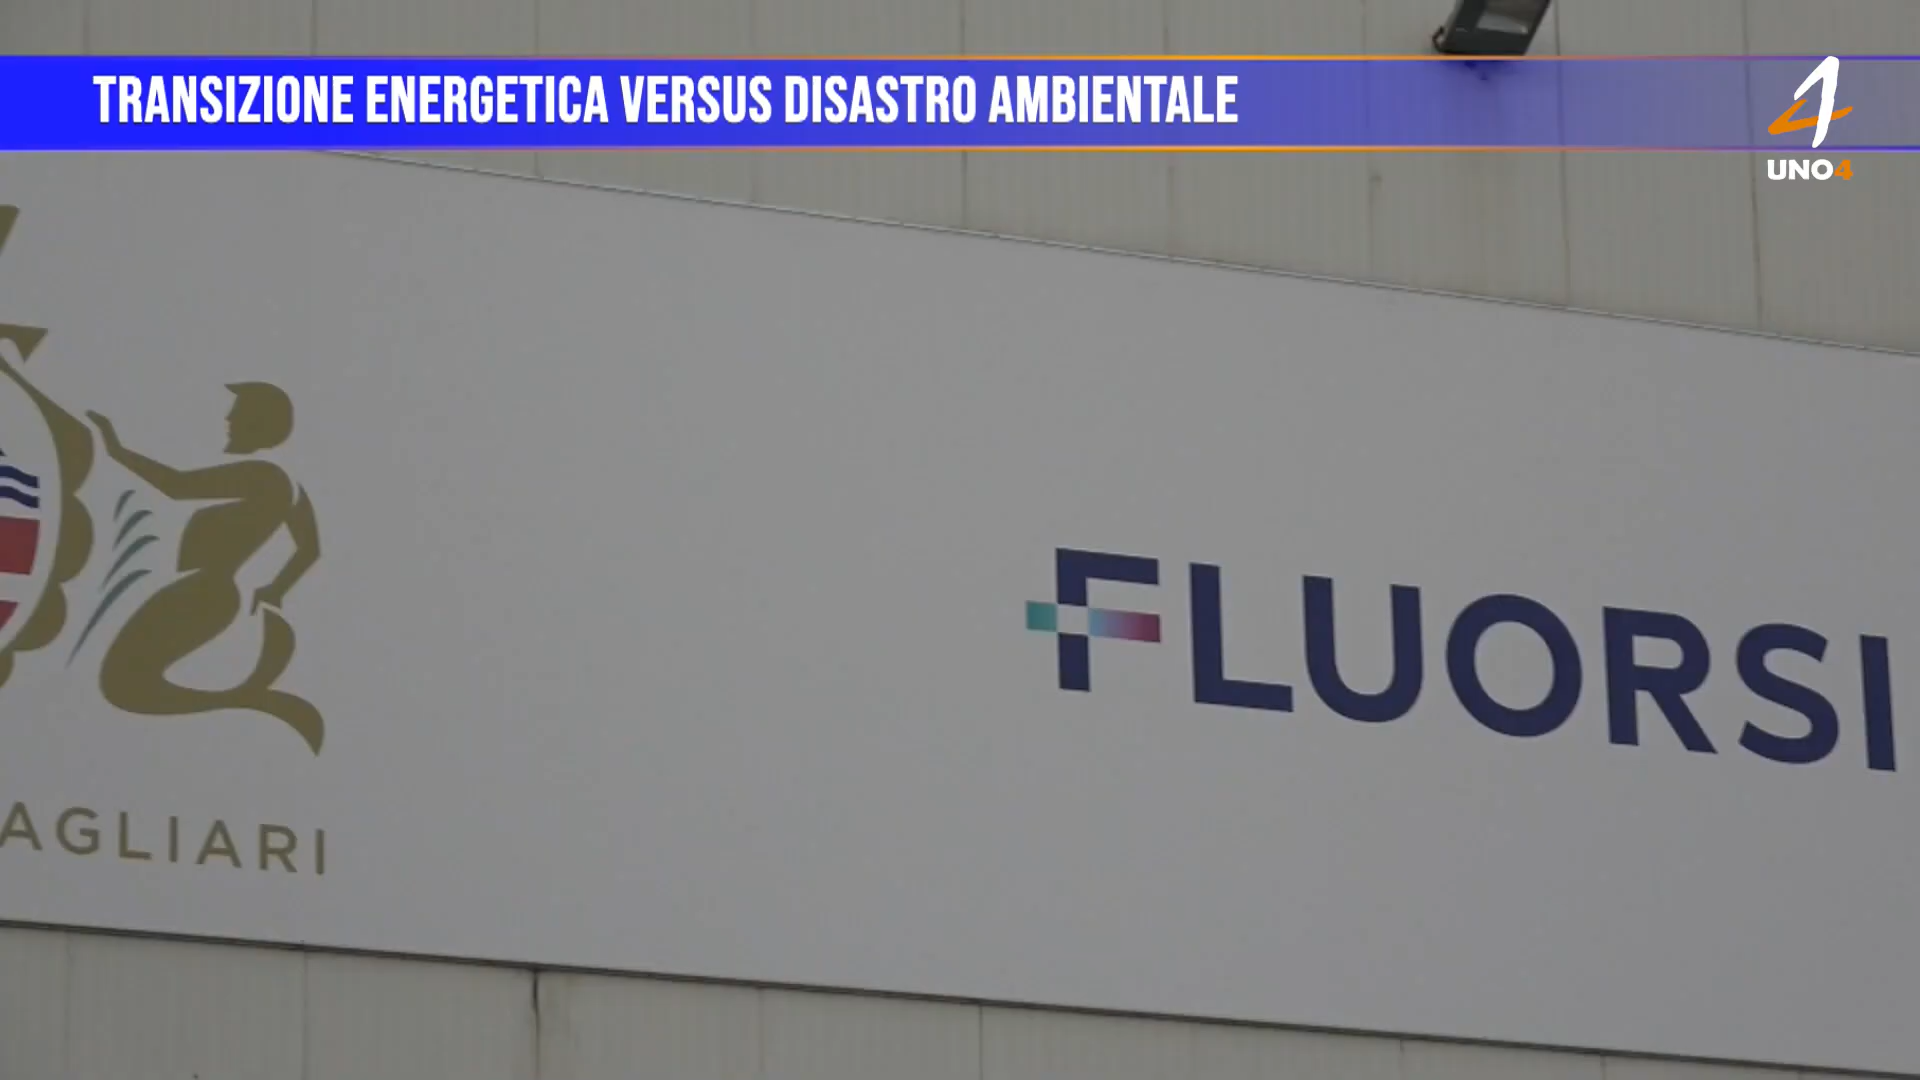 TRANSIZIONE ENERGETICA VERSUS DISASTRO AMBIENTALE
UNO4
FLUORSI
AGLIARI